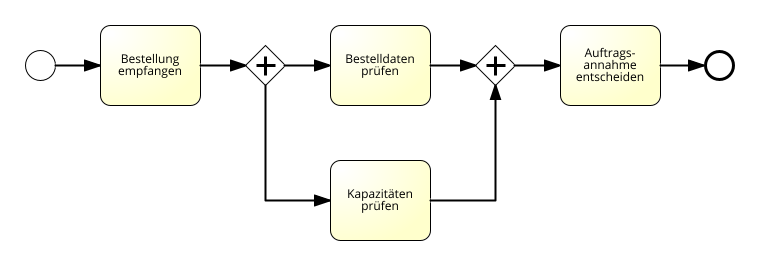 Bestellung
empfangen
Bestelldaten
prüfen
Auftrags-
annahme
entscheiden
Kapazitäten
prüfen